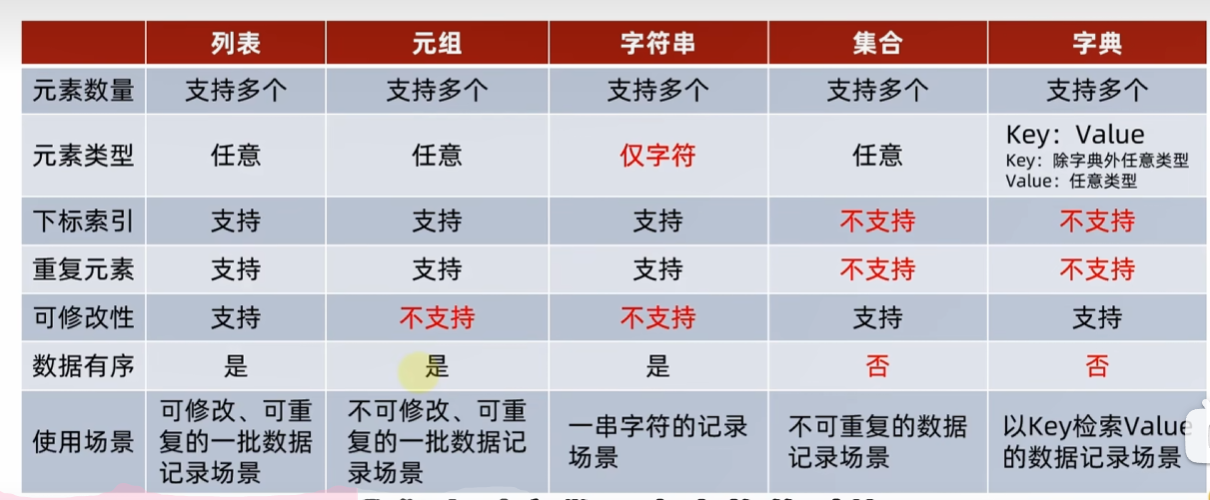 列表 元组 字符串 集合 字典
元素数量 支持多个 支持多个 支持多个 支持多个 支持多个
元素类型 任意 任意 仅字符 任意 Key：Value
Key：除字典外任意类型
Value：任意类型
下标索引 支持 支持 支持 不支持 不支持
重复元素 支持 支持 支持 不支持 不支持
可修改性 支持 不支持 不支持 支持 支持
数据有序 是 是 是 否 否
使用场景
可修改、可重
复的一批数据
记录场景
不可修改、可重
复的一批数据记
录场景
一串字符的记录
场景
不可重复的数据
记录场景
以Key检索Value
的数据记录场景